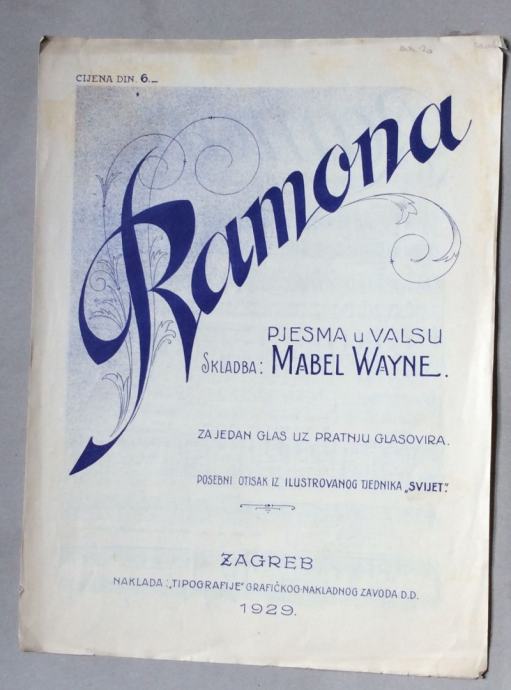 CIJENA DIN. 6.—
Ramona
PJESMA u VALSU
SKLADBA: MABEL WAYNE.
ZA JEDAN GLAS UZ PRATNJU GLASOVIRA.
POSEBNI OTISAK IZ ILUSTROVANOG TJEDNIKA „SVIJET".
ZAGREB
NAKLADA: „TIPOGRAFIJE" GRAFIČKOG-NAKLADNOG ZAVODA D.D.
1929.